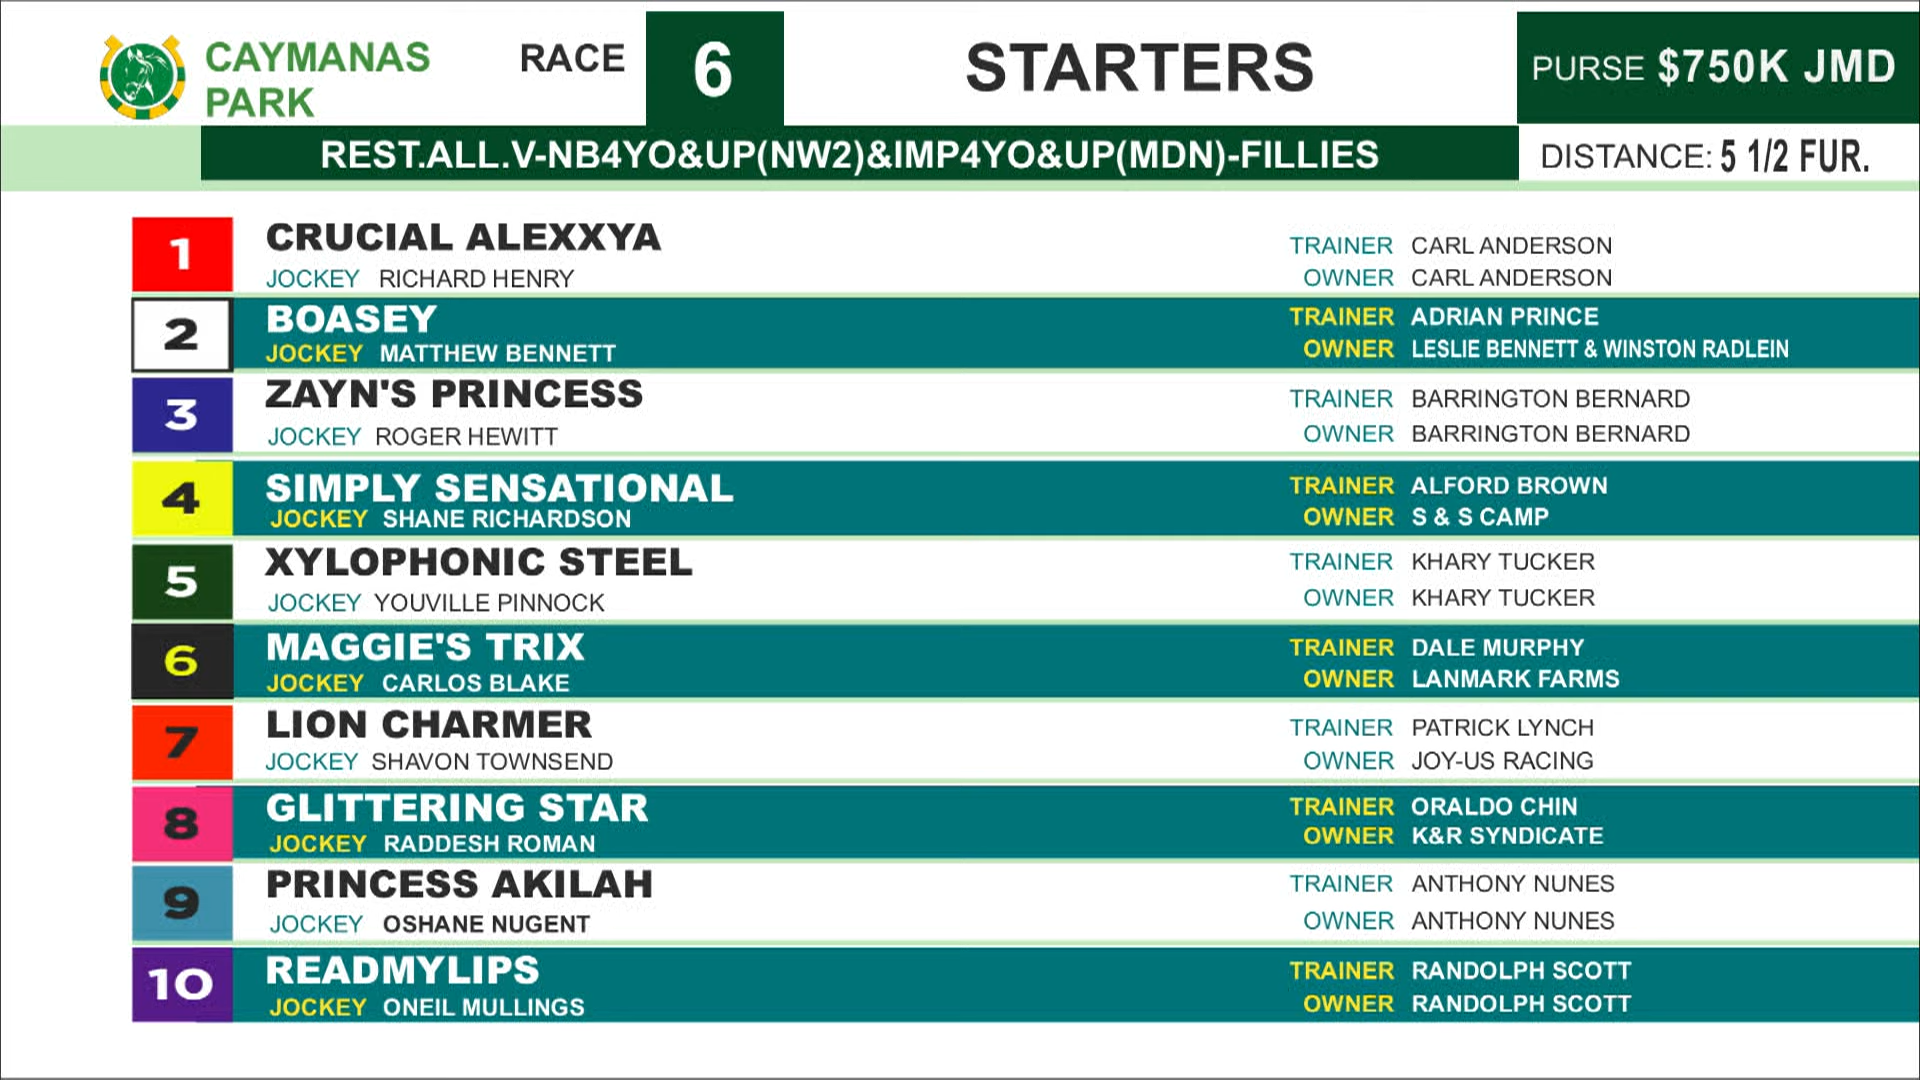 CAYMANAS PARK
RACE 6
STARTERS
PURSE $750K JMD
REST.ALL.V-NB4YO&UP(NW2)&IMP4YO&UP(MDN)-FILLIES
DISTANCE: 5 1/2 FUR.
1 CRUCIAL ALEXXYA
JOCKEY RICHARD HENRY
TRAINER CARL ANDERSON
OWNER CARL ANDERSON
2 BOASEY
JOCKEY MATTHEW BENNETT
TRAINER ADRIAN PRINCE
OWNER LESLIE BENNETT & WINSTON RADLEIN
3 ZAYN'S PRINCESS
JOCKEY ROGER HEWITT
TRAINER BARRINGTON BERNARD
OWNER BARRINGTON BERNARD
4 SIMPLY SENSATIONAL
JOCKEY SHANE RICHARDSON
TRAINER ALFORD BROWN
OWNER S & S CAMP
5 XYLOPHONIC STEEL
JOCKEY YOUVILLE PINNOCK
TRAINER KHARY TUCKER
OWNER KHARY TUCKER
6 MAGGIE'S TRIX
JOCKEY CARLOS BLAKE
TRAINER DALE MURPHY
OWNER LANMARK FARMS
7 LION CHARMER
JOCKEY SHAVON TOWNSEND
TRAINER PATRICK LYNCH
OWNER JOY-US RACING
8 GLITTERING STAR
JOCKEY RADDESH ROMAN
TRAINER ORALDO CHIN
OWNER K&R SYNDICATE
9 PRINCESS AKILAH
JOCKEY OSHANE NUGENT
TRAINER ANTHONY NUNES
OWNER ANTHONY NUNES
10 READMYLIPS
JOCKEY ONEIL MULLINGS
TRAINER RANDOLPH SCOTT
OWNER RANDOLPH SCOTT